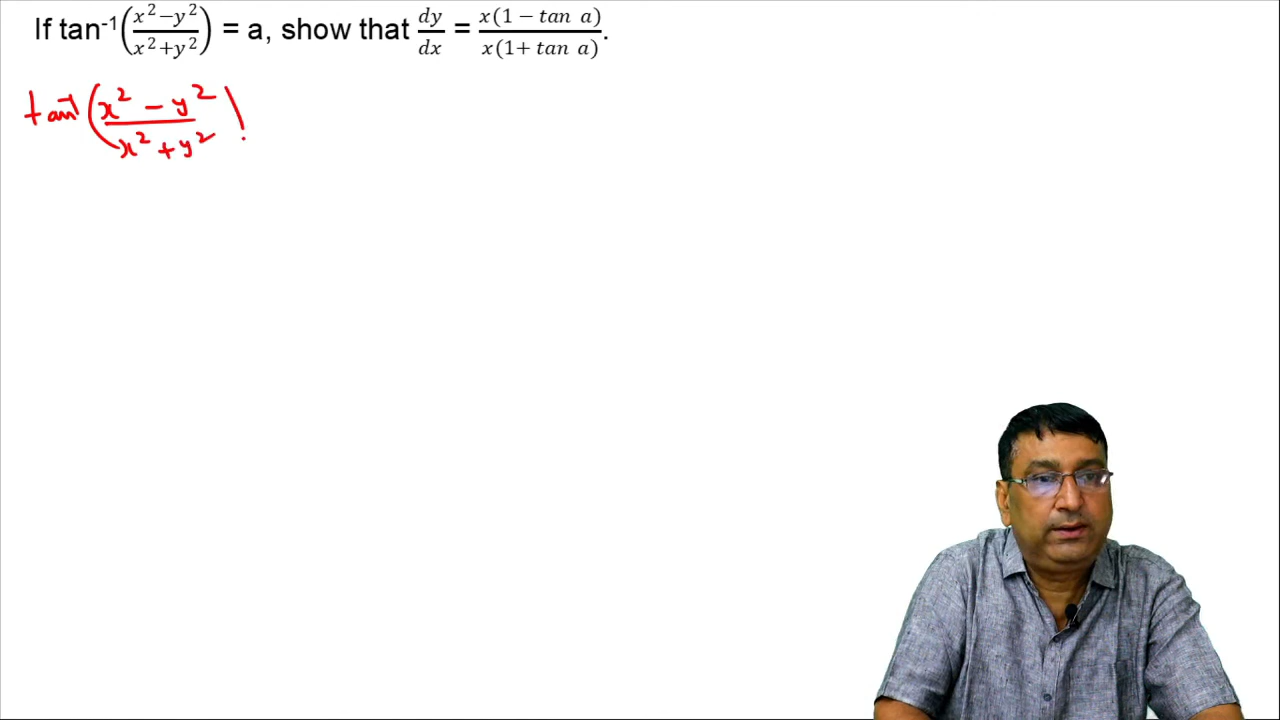 If tan⁻¹((x²−y²)/(x²+y²)) = a, show that dy/dx = x(1 − tan a)/x(1+ tan a).
tan⁻¹((x² − y²)/(x² + y²))